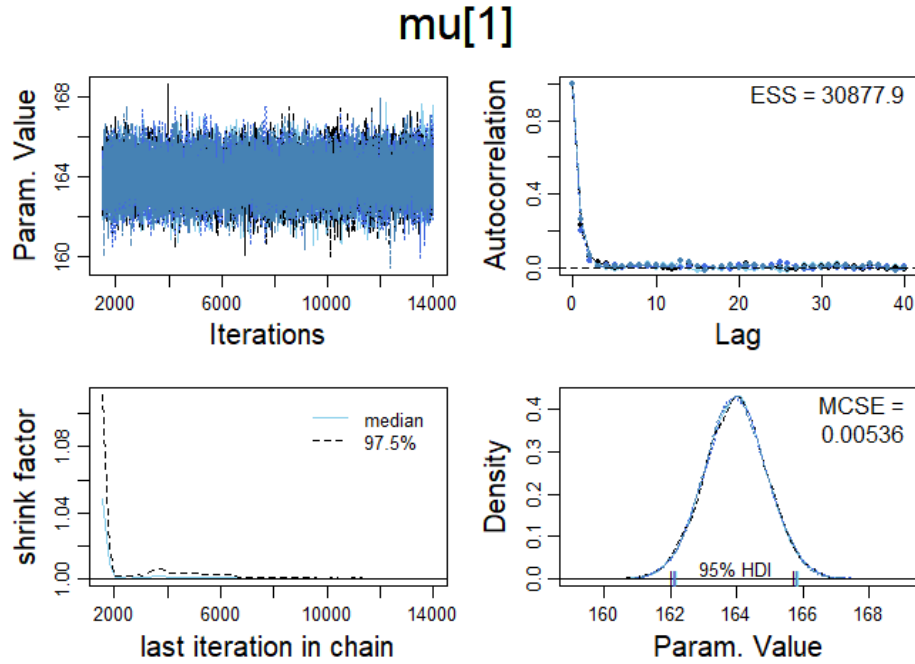 mu[1]
Param. Value
160
164
168
2000
6000
10000
14000
Iterations
Autocorrelation
0.0
0.4
0.8
ESS = 30877.9
0
10
20
30
40
Lag
shrink factor
1.00
1.04
1.08
median
97.5%
2000
6000
10000
14000
last iteration in chain
Density
0.0
0.1
0.2
0.3
0.4
MCSE =
0.00536
95% HDI
160
162
164
166
168
Param. Value